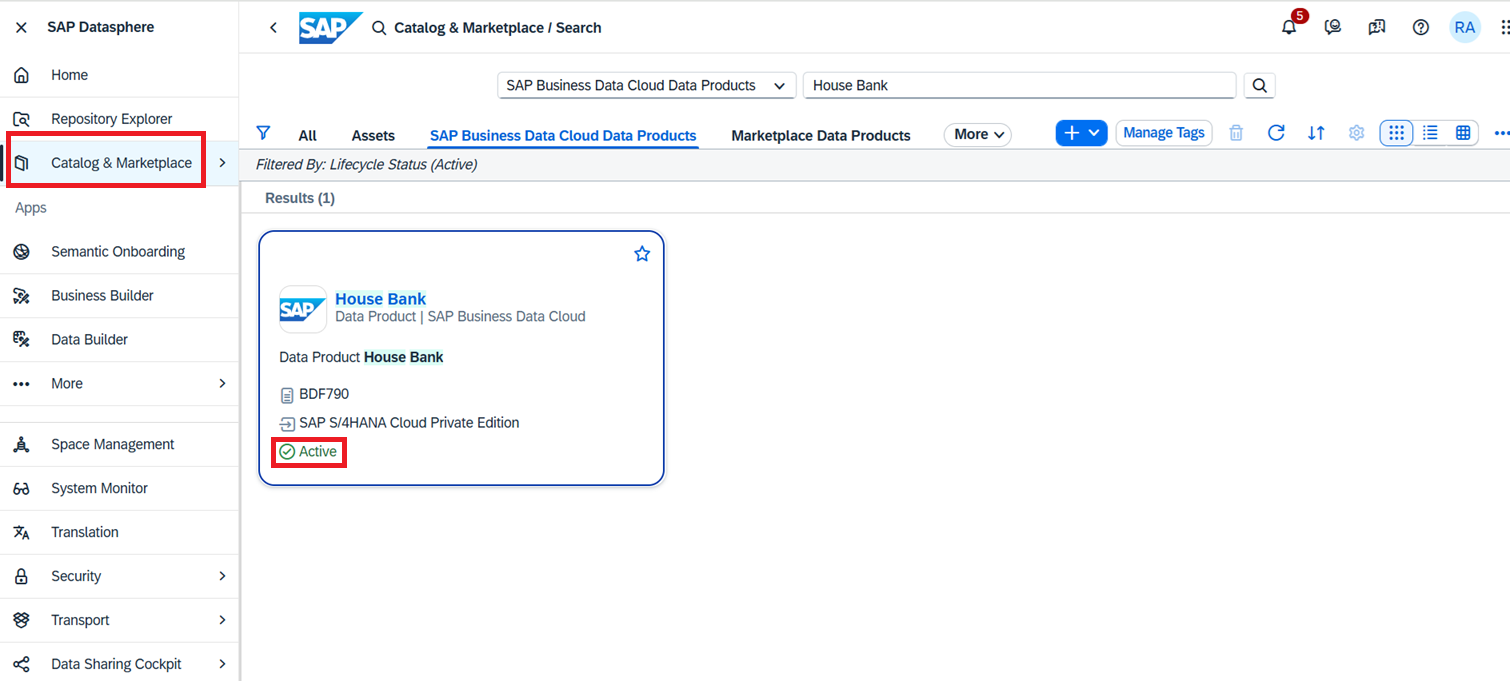 SAP Datasphere
SAP
Catalog & Marketplace / Search
5
RA
Home
Repository Explorer
Catalog & Marketplace
Apps
Semantic Onboarding
Business Builder
Data Builder
More
Space Management
System Monitor
Translation
Security
Transport
Data Sharing Cockpit
SAP Business Data Cloud Data Products
House Bank
All
Assets
SAP Business Data Cloud Data Products
Marketplace Data Products
More
Manage Tags
Filtered By: Lifecycle Status (Active)
Results (1)
SAP
House Bank
Data Product | SAP Business Data Cloud
Data Product House Bank
BDF790
SAP S/4HANA Cloud Private Edition
Active